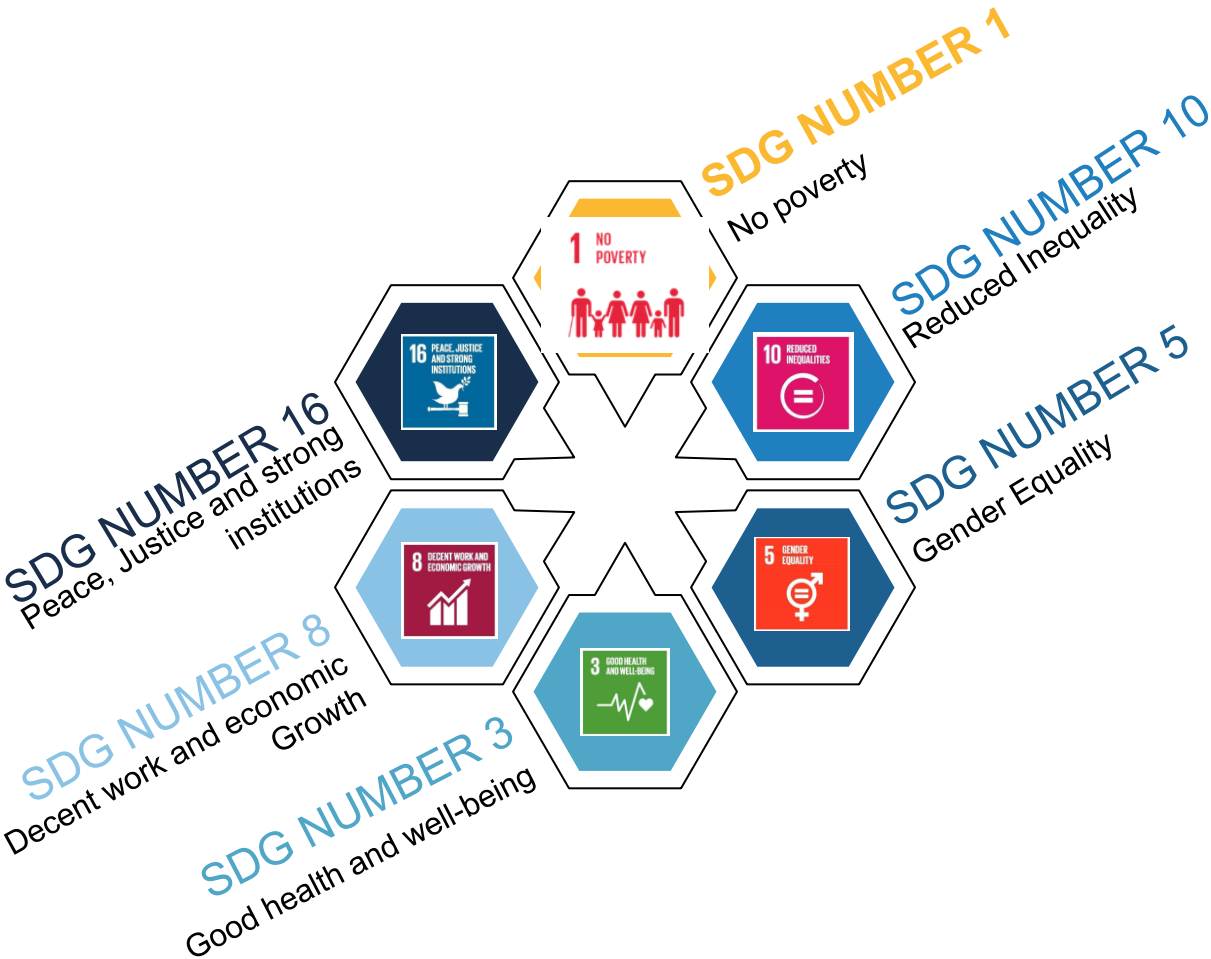 SDG NUMBER 1
No poverty
SDG NUMBER 10
Reduced Inequality
SDG NUMBER 5
Gender Equality
SDG NUMBER 3
Good health and well-being
SDG NUMBER 8
Decent work and economic
Growth
SDG NUMBER 16
Peace, Justice and strong
institutions
1 NO
POVERTY
10 REDUCED
INEQUALITIES
5 GENDER
EQUALITY
3 GOOD HEALTH
AND WELL-BEING
8 DECENT WORK AND
ECONOMIC GROWTH
16 PEACE, JUSTICE
AND STRONG
INSTITUTIONS